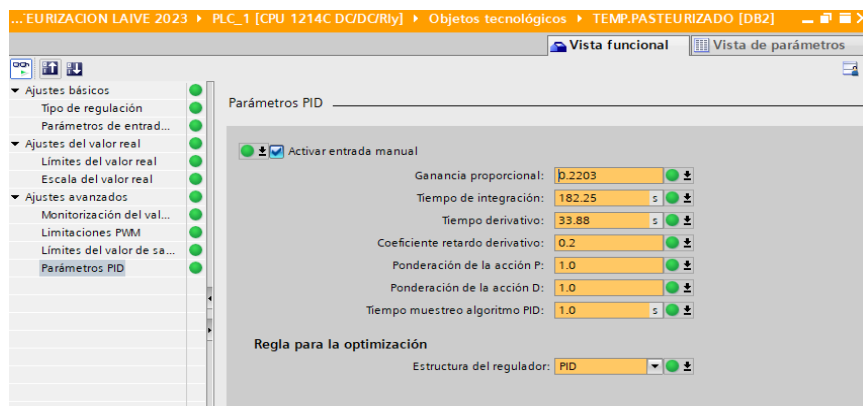 ...EURIZACION LAIVE 2023 ▸ PLC_1 [CPU 1214C DC/DC/Rly] ▸ Objetos tecnológicos ▸ TEMP.PASTEURIZADO [DB2]
Vista funcional Vista de parámetros
Ajustes básicos
Tipo de regulación
Parámetros de entrad...
Ajustes del valor real
Límites del valor real
Escala del valor real
Ajustes avanzados
Monitorización del val...
Limitaciones PWM
Límites del valor de sa...
Parámetros PID
Parámetros PID
Activar entrada manual
Ganancia proporcional: 0.2203
Tiempo de integración: 182.25 s
Tiempo derivativo: 33.88 s
Coeficiente retardo derivativo: 0.2
Ponderación de la acción P: 1.0
Ponderación de la acción D: 1.0
Tiempo muestreo algoritmo PID: 1.0 s
Regla para la optimización
Estructura del regulador: PID